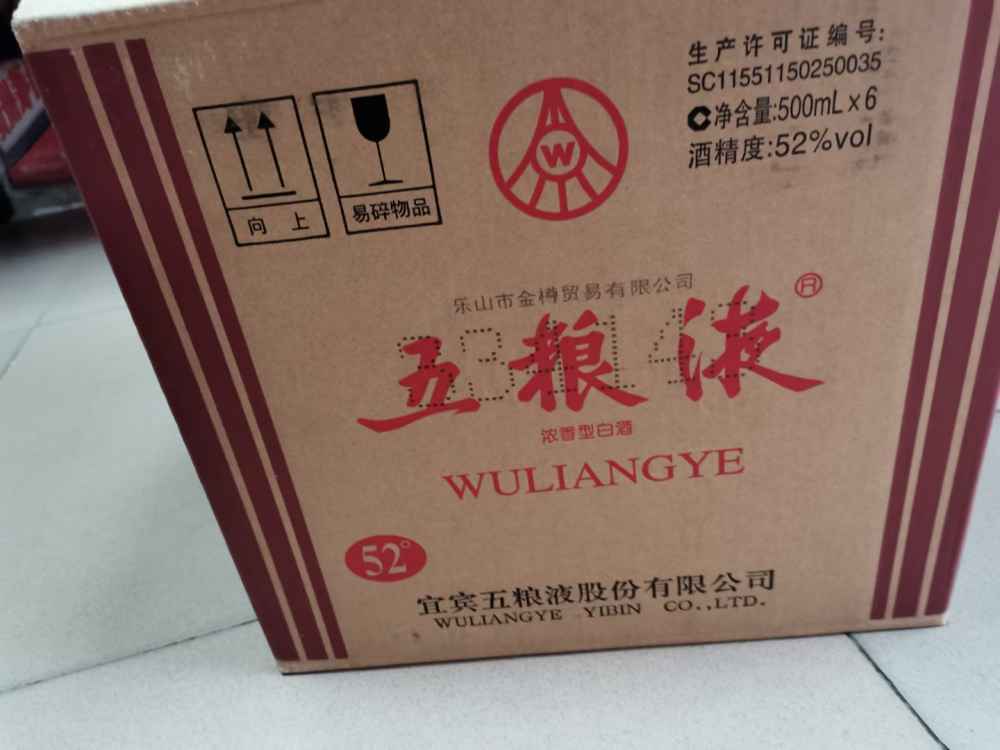 生产许可证编号:
SC11551150250035
净含量:500mL×6
酒精度:52%vol
向 上
易碎物品
W
乐山市金樽贸易有限公司
五粮液®
浓香型白酒
WULIANGYE
52°
宜宾五粮液股份有限公司
WULIANGYE YIBIN CO.,LTD.